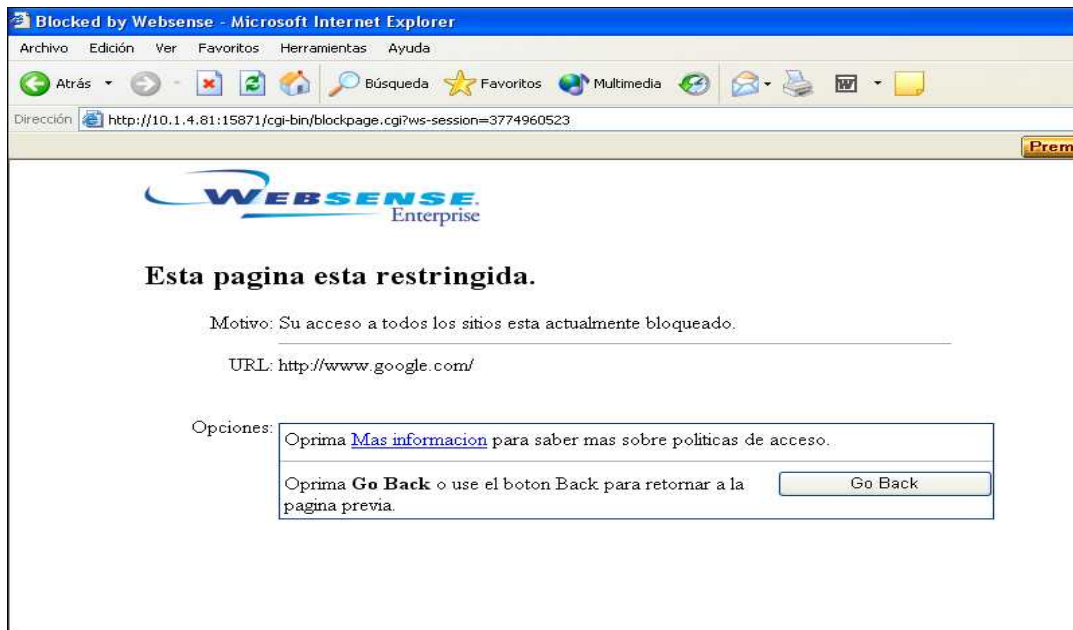 Blocked by Websense - Microsoft Internet Explorer
Archivo Edición Ver Favoritos Herramientas Ayuda
Atrás Búsqueda Favoritos Multimedia
Dirección http://10.1.4.81:15871/cgi-bin/blockpage.cgi?ws-session=3774960523
Prem
WEBSENSE.
Enterprise
Esta pagina esta restringida.
Motivo: Su acceso a todos los sitios esta actualmente bloqueado.
URL: http://www.google.com/
Opciones:
Oprima Mas informacion para saber mas sobre politicas de acceso.
Oprima Go Back o use el boton Back para retornar a la
pagina previa.
Go Back